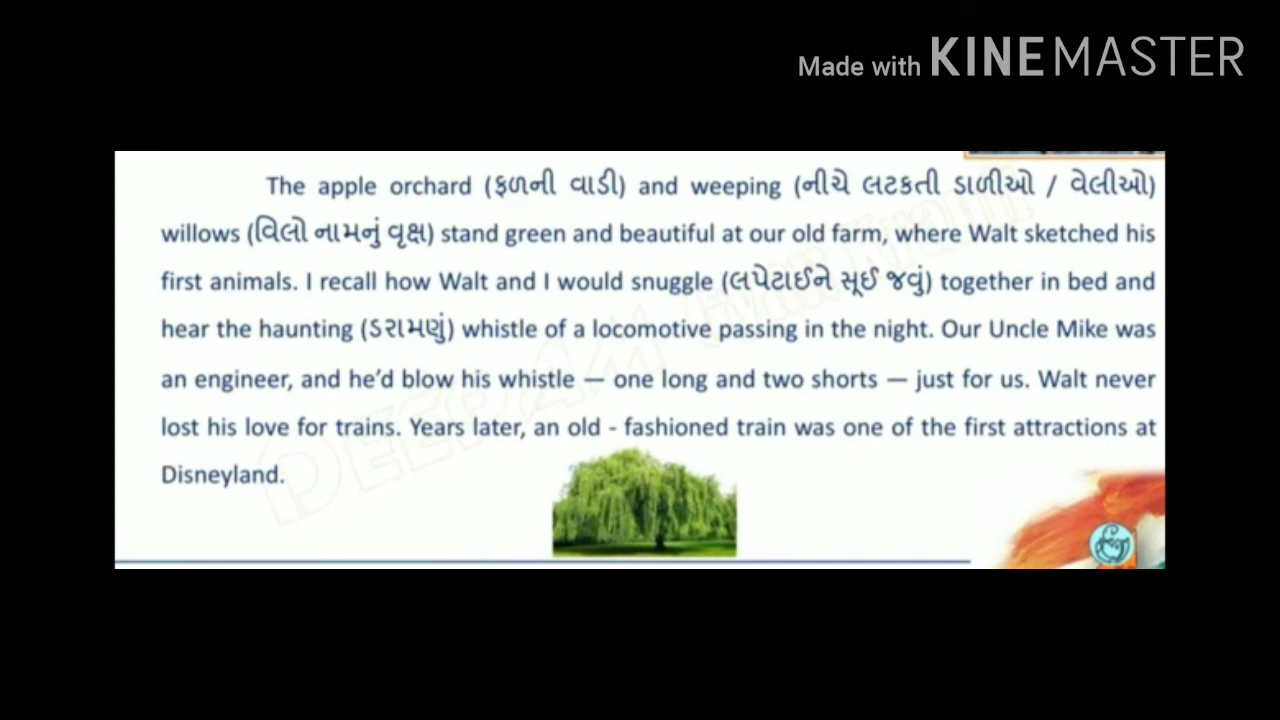 Made with KINEMASTER
The apple orchard (ફળની વાડી) and weeping (નીચે લટકતી ડાળીઓ / વેલીઓ)
willows (વિલો નામનું વૃક્ષ) stand green and beautiful at our old farm, where Walt sketched his
first animals. I recall how Walt and I would snuggle (લપેટાઈને સૂઈ જવું) together in bed and
hear the haunting (ડરામણું) whistle of a locomotive passing in the night. Our Uncle Mike was
an engineer, and he’d blow his whistle — one long and two shorts — just for us. Walt never
lost his love for trains. Years later, an old - fashioned train was one of the first attractions at
Disneyland.
DEEPAM